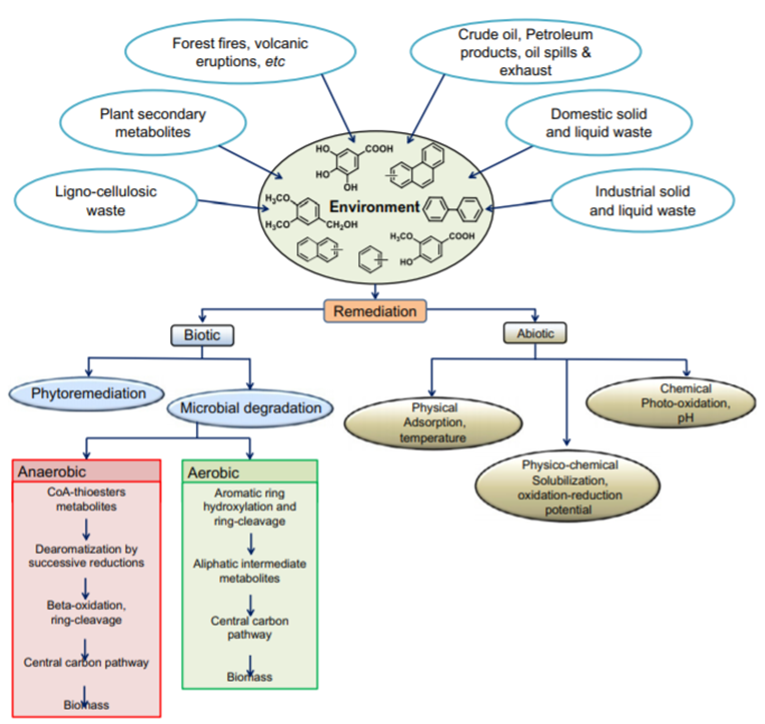 Forest fires, volcanic
eruptions, etc
Crude oil, Petroleum
products, oil spills &
exhaust
Plant secondary
metabolites
Domestic solid
and liquid waste
Ligno-cellulosic
waste
Industrial solid
and liquid waste
HO
COOH
HO
OH
H₃CO
H₃CO
CH₂OH
Environment
H₃CO
COOH
HO
Remediation
Biotic
Abiotic
Phytoremediation
Microbial degradation
Physical
Adsorption,
temperature
Chemical
Photo-oxidation,
pH
Physico-chemical
Solubilization,
oxidation-reduction
potential
Anaerobic
CoA-thioesters
metabolites
Dearomatization by
successive reductions
Beta-oxidation,
ring-cleavage
Central carbon pathway
Biomass
Aerobic
Aromatic ring
hydroxylation and
ring-cleavage
Aliphatic intermediate
metabolites
Central carbon
pathway
Biomass